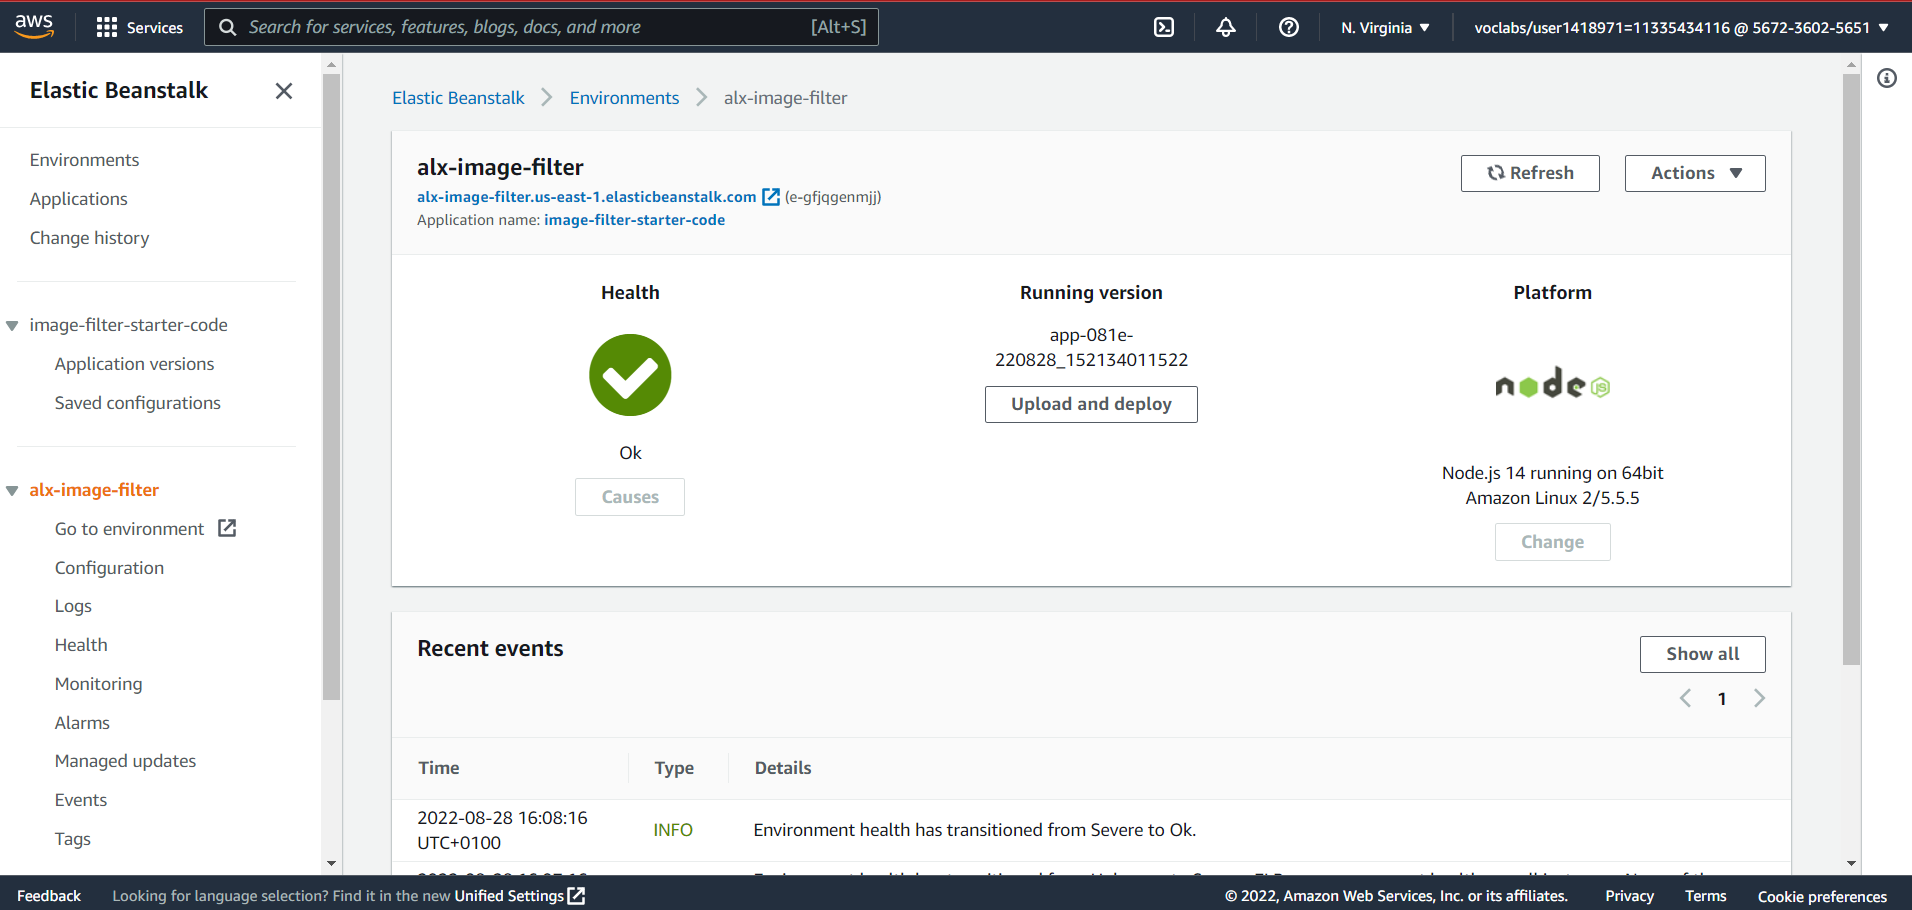 aws
Services
Search for services, features, blogs, docs, and more
[Alt+S]
N. Virginia
voclabs/user1418971=11335434116 @ 5672-3602-5651
Elastic Beanstalk
Environments
Applications
Change history
image-filter-starter-code
Application versions
Saved configurations
alx-image-filter
Go to environment
Configuration
Logs
Health
Monitoring
Alarms
Managed updates
Events
Tags
Elastic Beanstalk
Environments
alx-image-filter
alx-image-filter
alx-image-filter.us-east-1.elasticbeanstalk.com (e-gfjqgenmjj)
Application name: image-filter-starter-code
Refresh
Actions
Health
Ok
Causes
Running version
app-081e-
220828_152134011522
Upload and deploy
Platform
node JS
Node.js 14 running on 64bit
Amazon Linux 2/5.5.5
Change
Recent events
Show all
1
Time
Type
Details
2022-08-28 16:08:16
UTC+0100
INFO
Environment health has transitioned from Severe to Ok.
Feedback
Looking for language selection? Find it in the new Unified Settings
© 2022, Amazon Web Services, Inc. or its affiliates.
Privacy
Terms
Cookie preferences